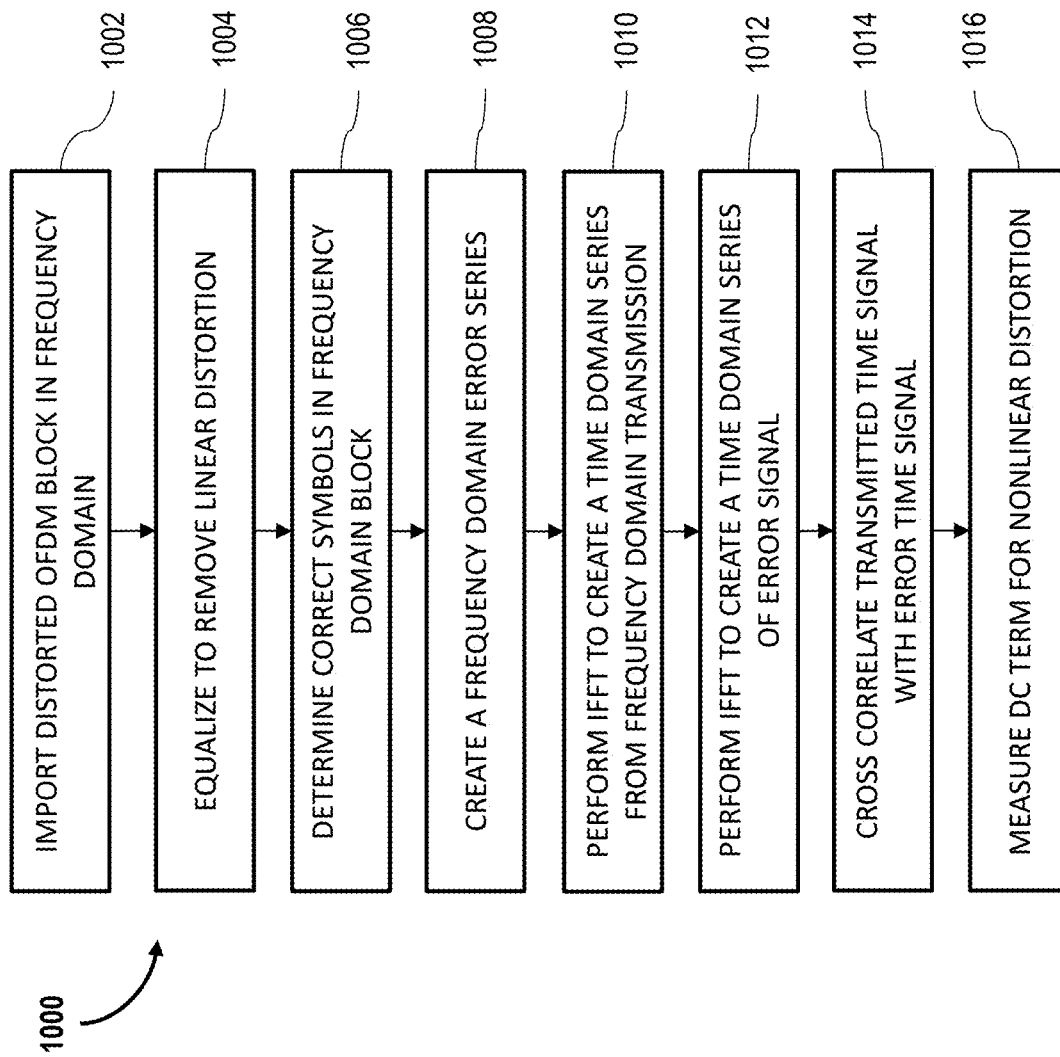 1000
IMPORT DISTORTED OFDM BLOCK IN FREQUENCY
DOMAIN
1002
EQUALIZE TO REMOVE LINEAR DISTORTION
1004
DETERMINE CORRECT SYMBOLS IN FREQUENCY
DOMAIN BLOCK
1006
CREATE A FREQUENCY DOMAIN ERROR SERIES
1008
PERFORM IFFT TO CREATE A TIME DOMAIN SERIES
FROM FREQUENCY DOMAIN TRANSMISSION
1010
PERFORM IFFT TO CREATE A TIME DOMAIN SERIES
OF ERROR SIGNAL
1012
CROSS CORRELATE TRANSMITTED TIME SIGNAL
WITH ERROR TIME SIGNAL
1014
MEASURE DC TERM FOR NONLINEAR DISTORTION
1016